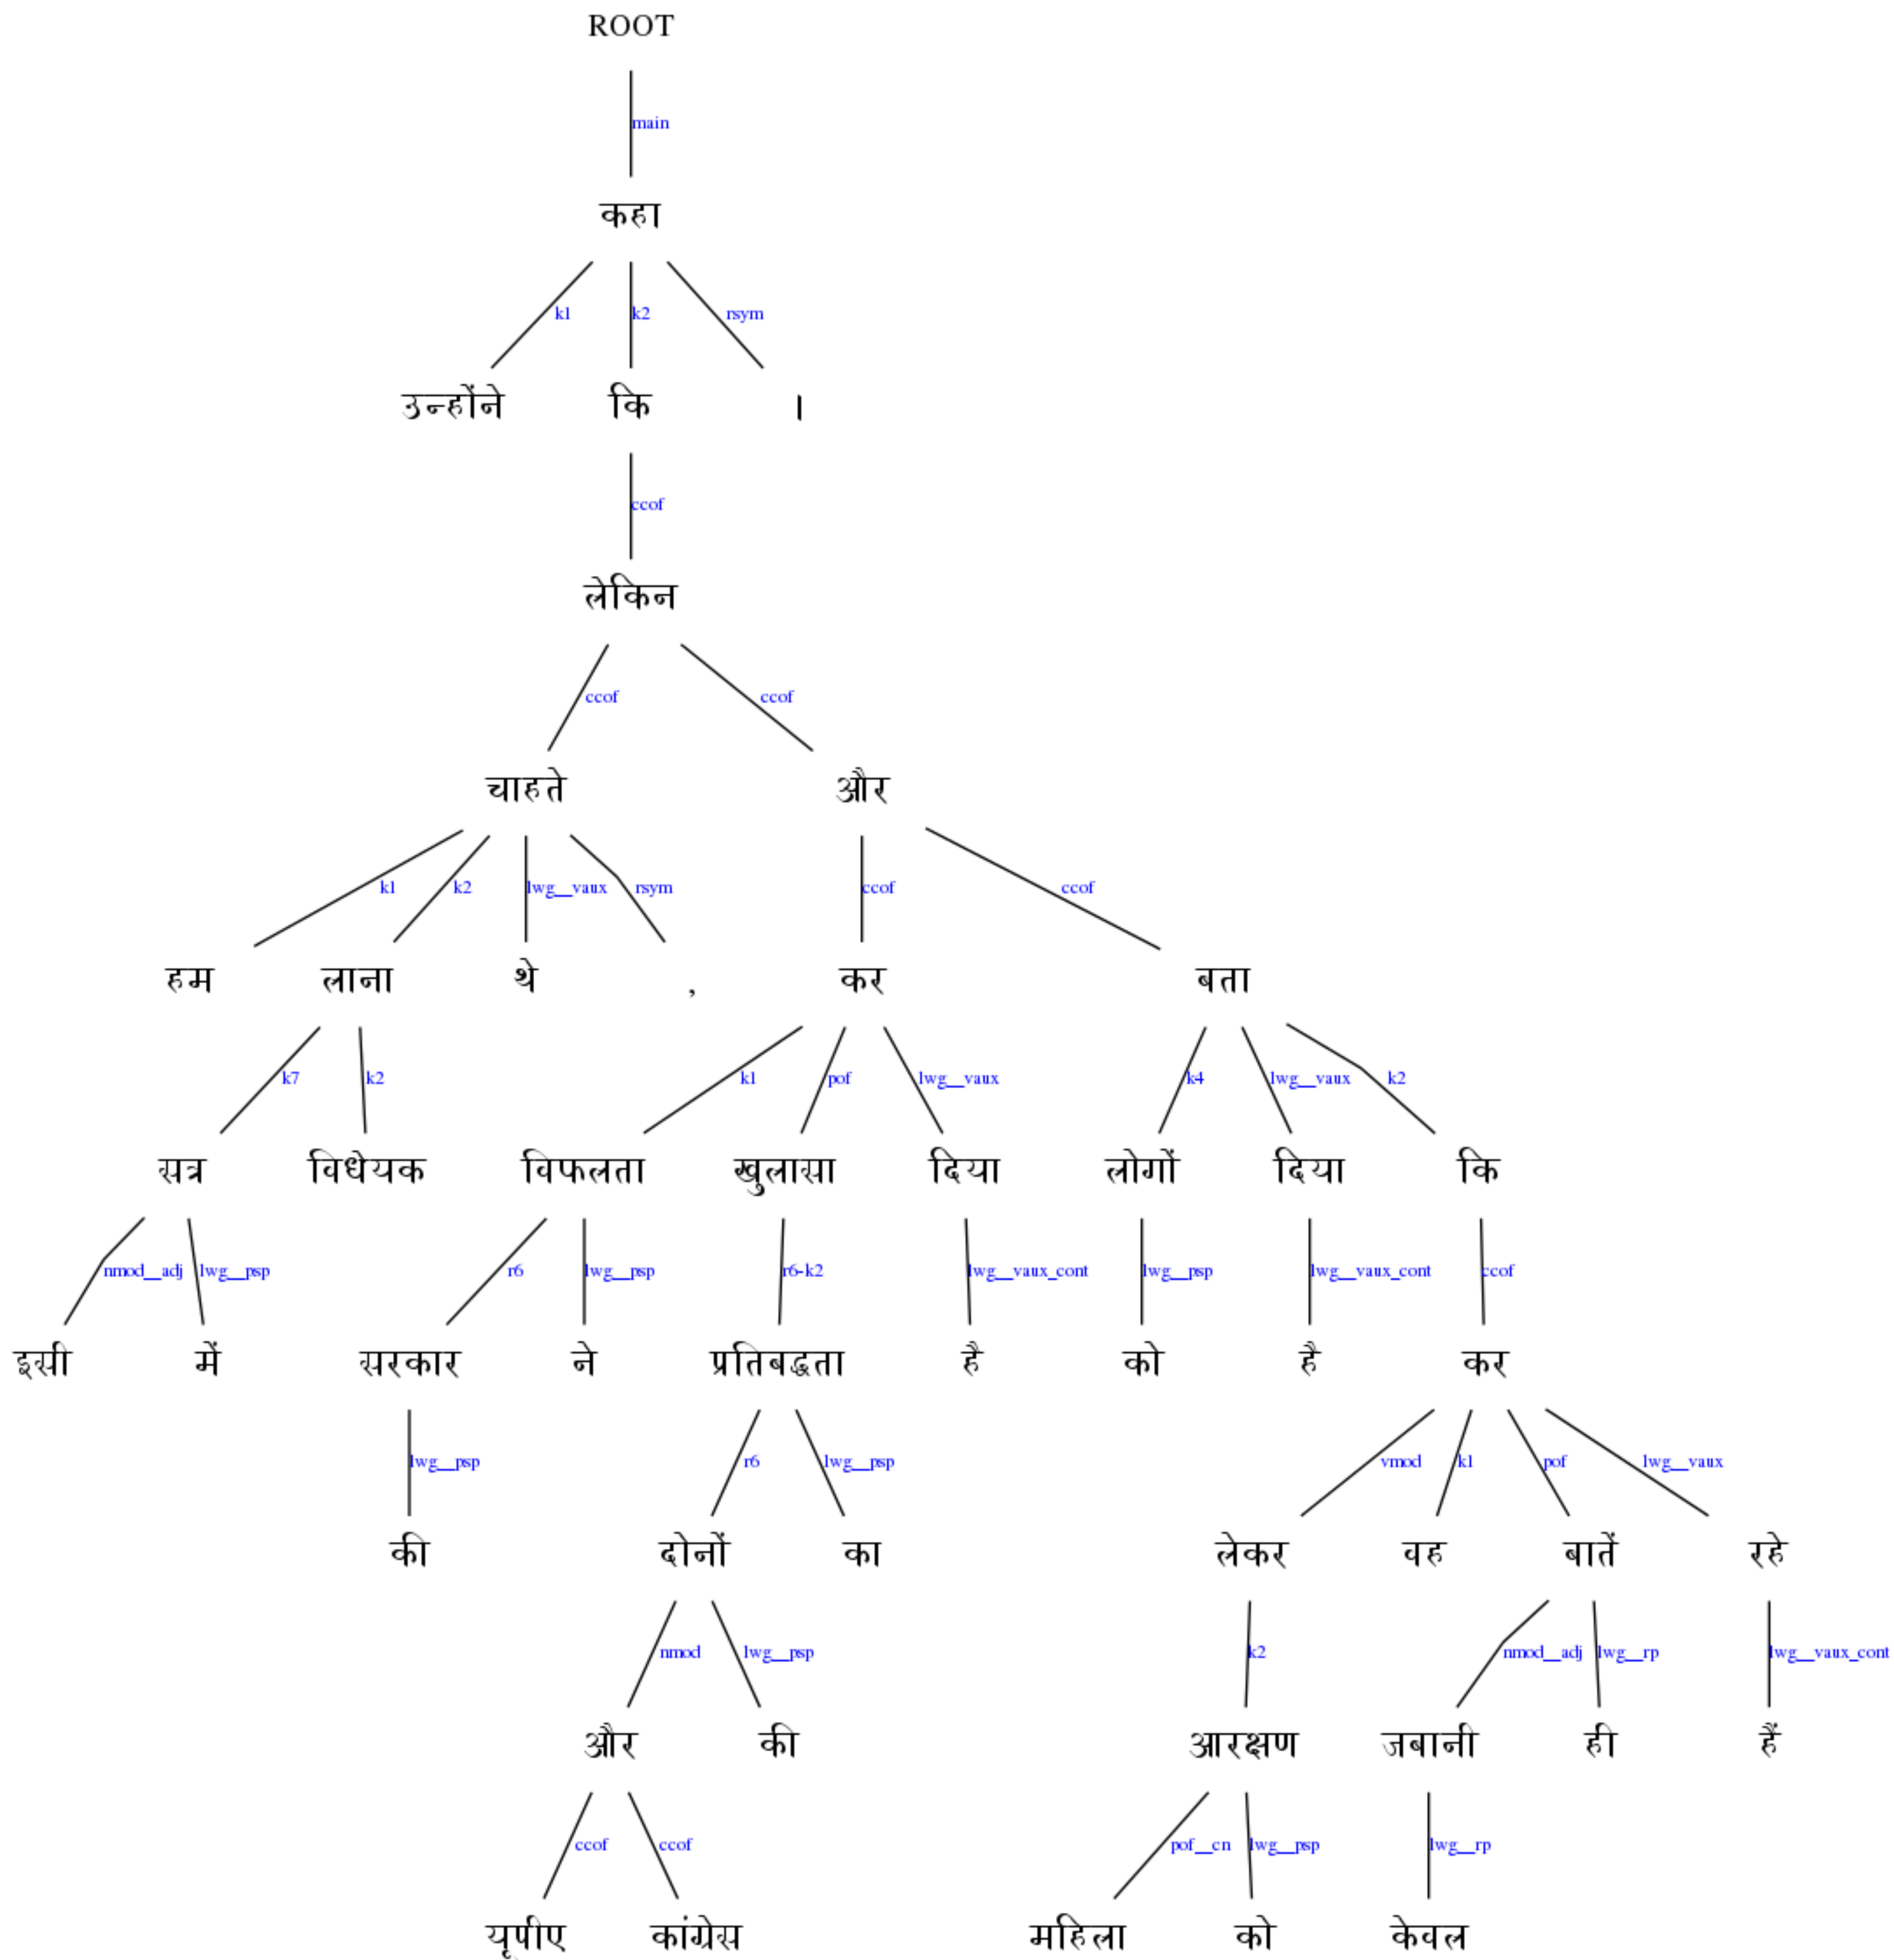 ROOT
main
कहा
k1 k2 rsym
उन्होंने कि ।
ccof
लेकिन
ccof ccof
चाहते और
k1 k2 lwg__vaux rsym ccof ccof
हम लाना थे , कर बता
k7 k2 k1 pof lwg__vaux k4 lwg__vaux k2
सत्र विधेयक विफलता खुलासा दिया लोगों दिया कि
nmod__adj lwg__psp r6 lwg__psp r6-k2 lwg__vaux_cont lwg__psp lwg__vaux_cont ccof
इसी में सरकार ने प्रतिबद्धता है को है कर
lwg__psp r6 lwg__psp vmod k1 pof lwg__vaux
की दोनों का लेकर वह बातें रहे
nmod lwg__psp k2 nmod__adj lwg__rp lwg__vaux_cont
और की आरक्षण जबानी ही हैं
ccof ccof pof__cn lwg__psp lwg__rp
यूपीए कांग्रेस महिला को केवल